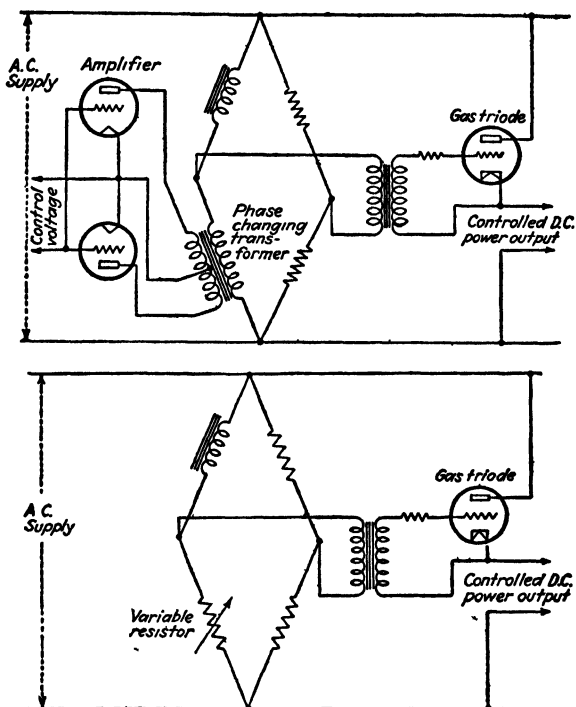 A.C.
Supply
Amplifier
Gas triode
Control
voltage
Phase
changing
trans-
former
Controlled D.C.
power output
A.C.
Supply
Gas triode
Variable
resistor
Controlled D.C.
power output